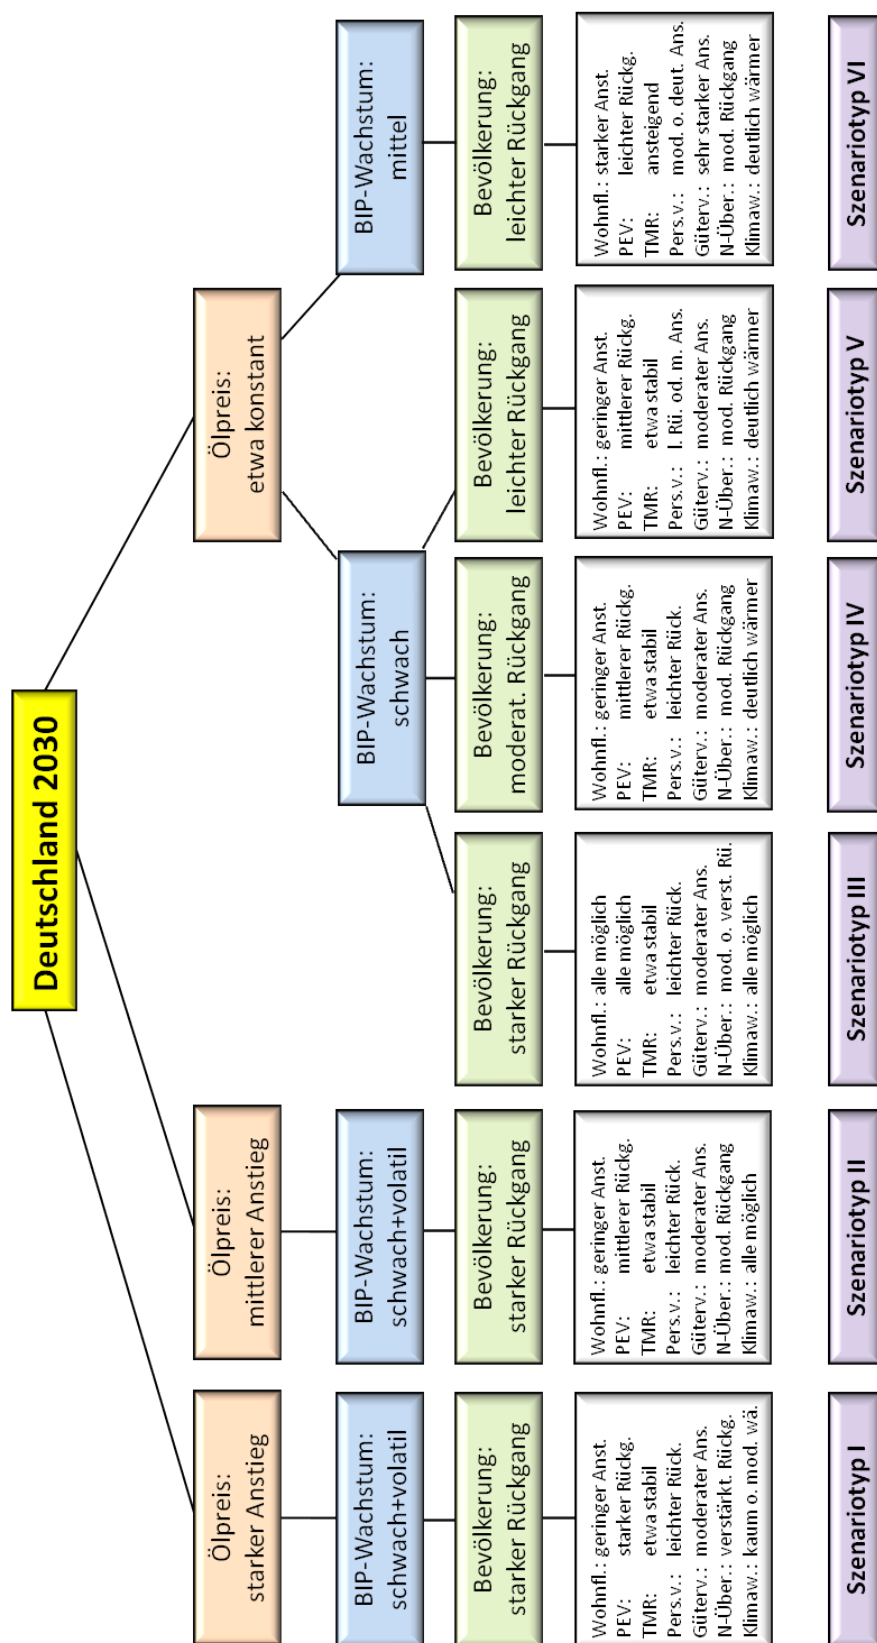 Deutschland 2030
Ölpreis:
starker Anstieg
Ölpreis:
mittlerer Anstieg
Ölpreis:
etwa konstant
BIP-Wachstum:
schwach+volatil
BIP-Wachstum:
schwach+volatil
BIP-Wachstum:
schwach
BIP-Wachstum:
mittel
Bevölkerung:
starker Rückgang
Bevölkerung:
starker Rückgang
Bevölkerung:
starker Rückgang
Bevölkerung:
moderat. Rückgang
Bevölkerung:
leichter Rückgang
Bevölkerung:
leichter Rückgang
Wohnfl.: geringer Anst.
PEV: starker Rückg.
TMR: etwa stabil
Pers.v.: leichter Rück.
Güterv.: moderater Ans.
N-Über.: verstärkt. Rückg.
Klimaw.: kaum o. mod. wä.
Wohnfl.: geringer Anst.
PEV: mittlerer Rückg.
TMR: etwa stabil
Pers.v.: leichter Rück.
Güterv.: moderater Ans.
N-Über.: mod. Rückgang
Klimaw.: alle möglich
Wohnfl.: alle möglich
PEV: alle möglich
TMR: etwa stabil
Pers.v.: leichter Rück.
Güterv.: moderater Ans.
N-Über.: mod. o. verst. Rü.
Klimaw.: alle möglich
Wohnfl.: geringer Anst.
PEV: mittlerer Rückg.
TMR: etwa stabil
Pers.v.: leichter Rück.
Güterv.: moderater Ans.
N-Über.: mod. Rückgang
Klimaw.: deutlich wärmer
Wohnfl.: geringer Anst.
PEV: mittlerer Rückg.
TMR: etwa stabil
Pers.v.: l. Rü. od. m. Ans.
Güterv.: moderater Ans.
N-Über.: mod. Rückgang
Klimaw.: deutlich wärmer
Wohnfl.: starker Anst.
PEV: leichter Rückg.
TMR: ansteigend
Pers.v.: mod. o. deut. Ans.
Güterv.: sehr starker Ans.
N-Über.: mod. Rückgang
Klimaw.: deutlich wärmer
Szenariotyp I
Szenariotyp II
Szenariotyp III
Szenariotyp IV
Szenariotyp V
Szenariotyp VI